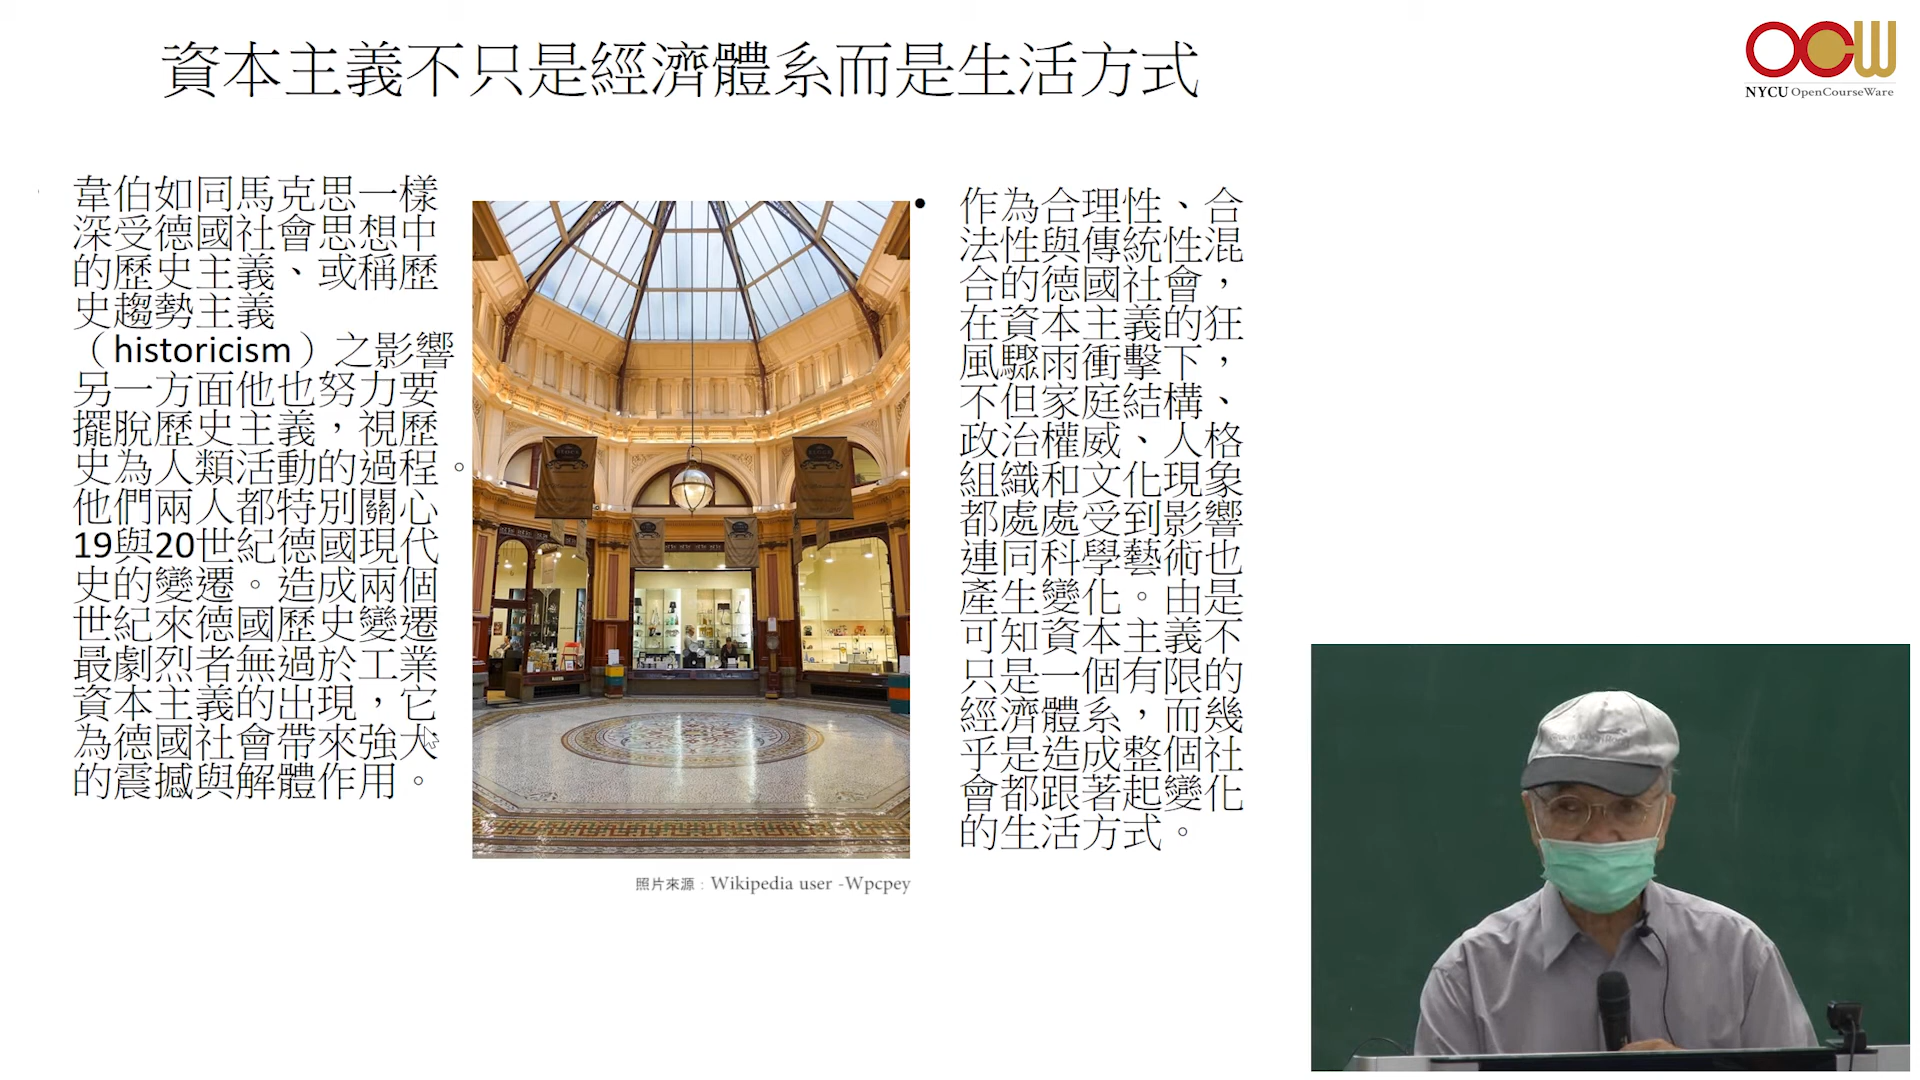 資本主義不只是經濟體系而是生活方式
OCW
NYCU OpenCourseWare
韋伯如同馬克思一樣
深受德國社會思想中
的歷史主義、或稱歷
史趨勢主義
（historicism）之影響
另一方面他也努力要
擺脫歷史主義，視歷
史為人類活動的過程。
他們兩人都特別關心
19與20世紀德國現代
史的變遷。造成兩個
世紀來德國歷史變遷
最劇烈者無過於工業
資本主義的出現，它
為德國社會帶來強大
的震撼與解體作用。
照片來源：Wikipedia user -Wpcpey
• 作為合理性、合
法性與傳統性混
合的德國社會，
在資本主義的狂
風驟雨衝擊下，
不但家庭結構、
政治權威、人格
組織和文化現象
都處處受到影響
連同科學藝術也
產生變化。由是
可知資本主義不
只是一個有限的
經濟體系，而幾
乎是造成整個社
會都跟著起變化
的生活方式。